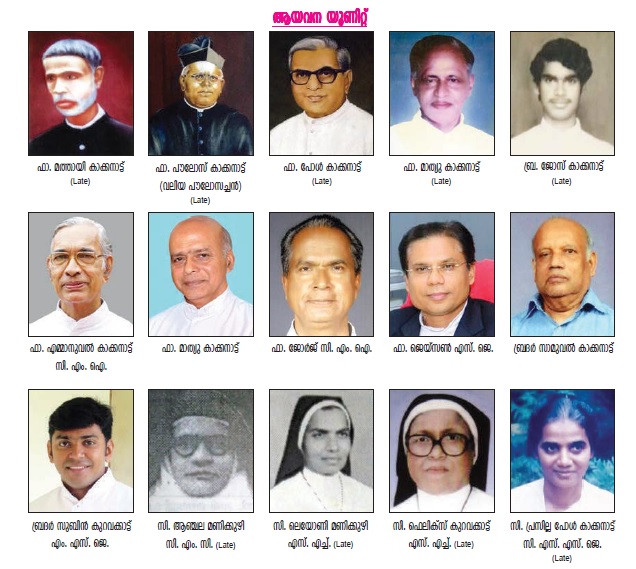 ആയവന യൂണിറ്റ്
ഫാ. മത്തായി കാക്കനാട്ട്
(Late)
ഫാ. പൗലോസ് കാക്കനാട്ട്
(വലിയ പൗലോസച്ചൻ)
(Late)
ഫാ. പോൾ കാക്കനാട്ട്
(Late)
ഫാ. മാത്യു കാക്കനാട്ട്
(Late)
ബ്ര. ജോസ് കാക്കനാട്ട്
(Late)
ഫാ. എമ്മാനുവൽ കാക്കനാട്ട്
സി. എം. ഐ.
ഫാ. മാത്യു കാക്കനാട്ട്
ഫാ. ജോർജ് സി. എം. ഐ.
ഫാ. ജെയ്സൺ എസ്. ജെ.
ബ്രദർ സാമുവൽ കാക്കനാട്ട്
ബ്രദർ സുബിൻ കുറവക്കാട്ട്
എം. എസ്. ജെ.
സി. ആഞ്ചല മണിക്കുഴി
സി. എം. സി. (Late)
സി. ലെയോണി മണിക്കുഴി
എസ്. എച്ച്. (Late)
സി. ഫെലിക്സ് കുറവക്കാട്ട്
എസ്. എച്ച്. (Late)
സി. പ്രസില്ല പോൾ കാക്കനാട്ട്
സി. എസ്. എസ്. ജെ.
(Late)